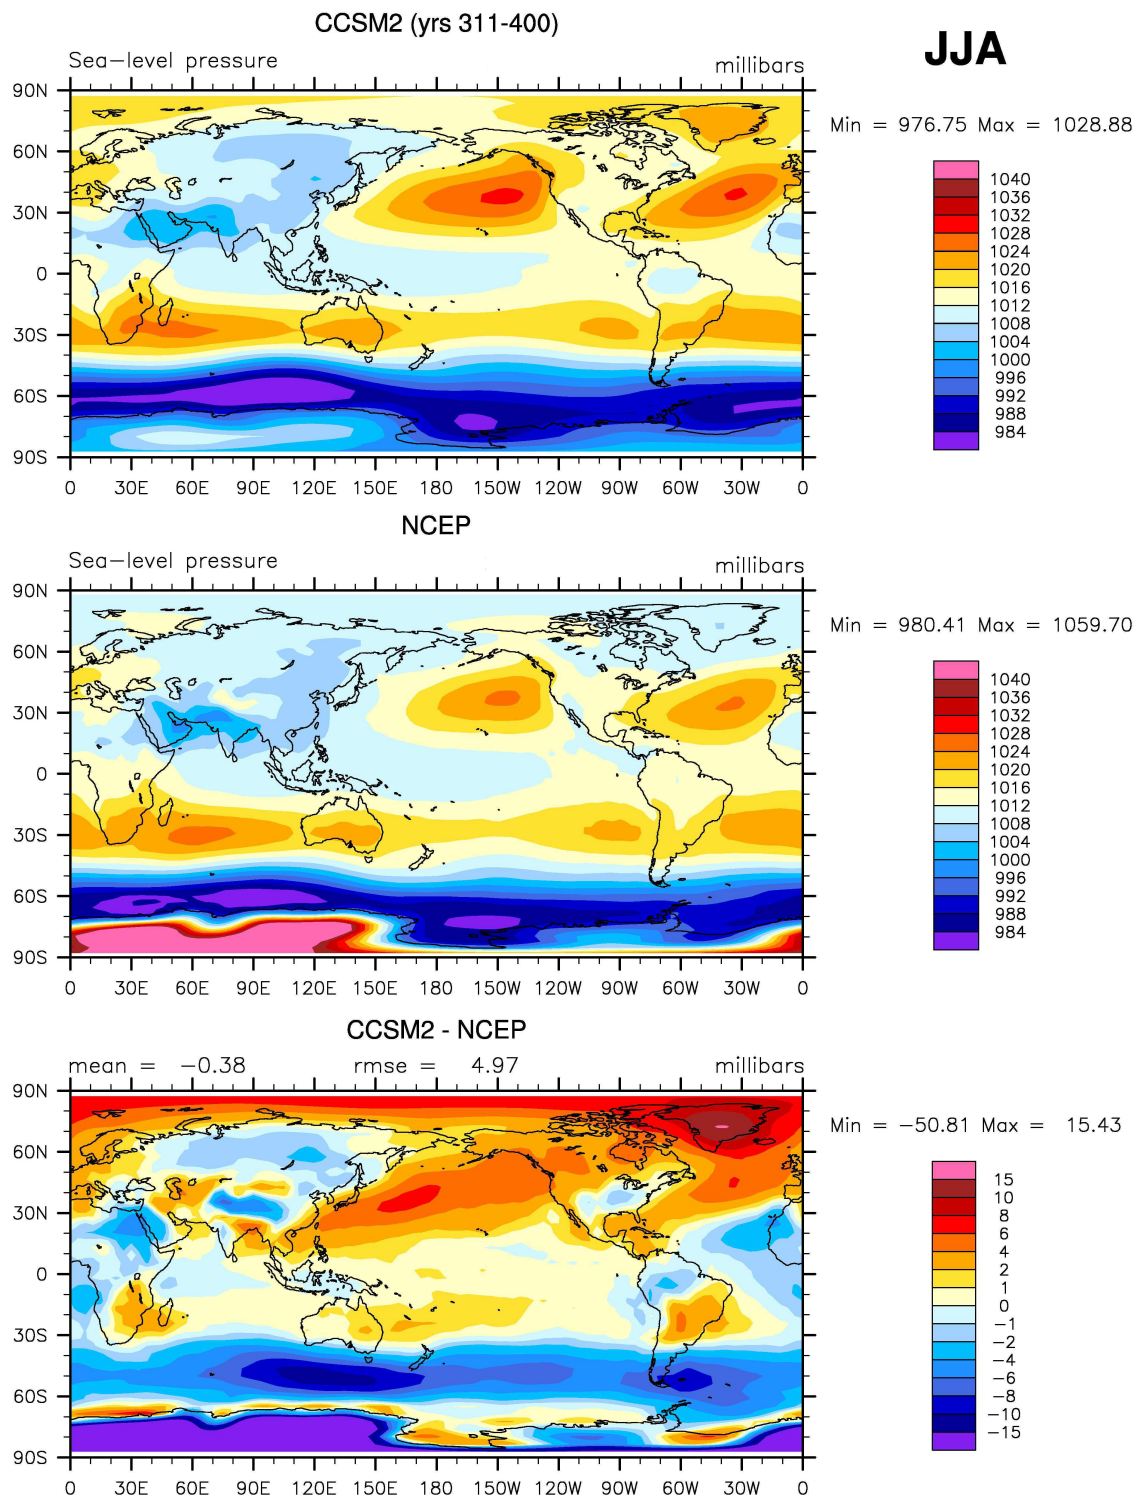 CCSM2 (yrs 311-400)
JJA
Sea-level pressure millibars
Min = 976.75 Max = 1028.88
90N
60N
30N
0
30S
60S
90S
0 30E 60E 90E 120E 150E 180 150W 120W 90W 60W 30W 0
1040
1036
1032
1028
1024
1020
1016
1012
1008
1004
1000
996
992
988
984
NCEP
Sea-level pressure millibars
Min = 980.41 Max = 1059.70
90N
60N
30N
0
30S
60S
90S
0 30E 60E 90E 120E 150E 180 150W 120W 90W 60W 30W 0
1040
1036
1032
1028
1024
1020
1016
1012
1008
1004
1000
996
992
988
984
CCSM2 - NCEP
mean = -0.38 rmse = 4.97 millibars
Min = -50.81 Max = 15.43
90N
60N
30N
0
30S
60S
90S
0 30E 60E 90E 120E 150E 180 150W 120W 90W 60W 30W 0
15
10
8
6
4
2
1
0
-1
-2
-4
-6
-8
-10
-15